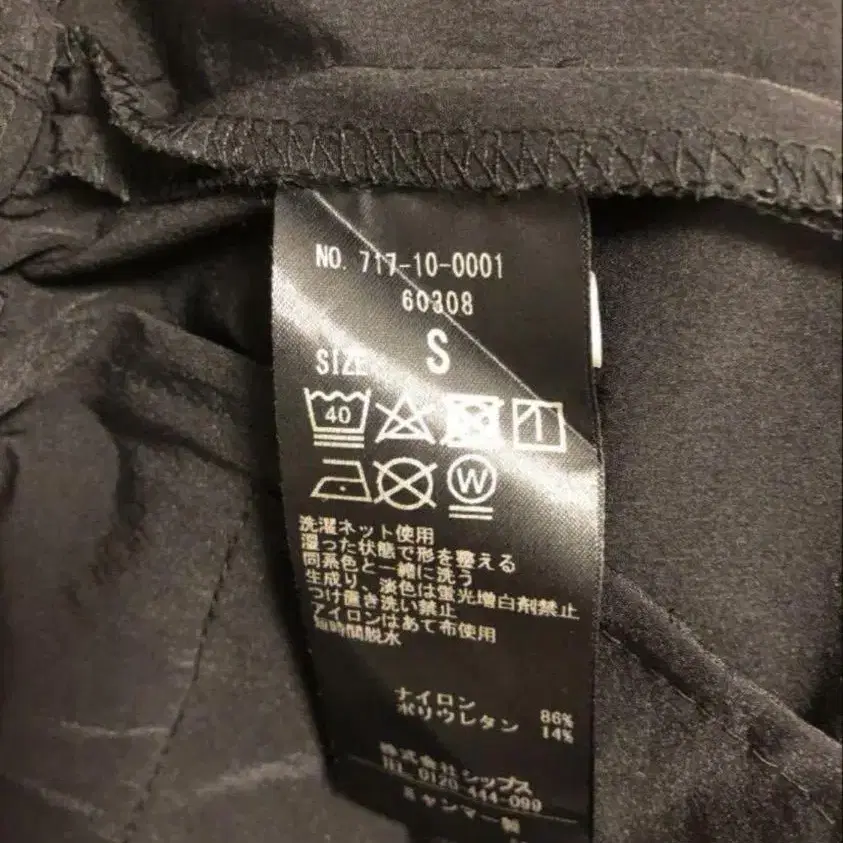 NO. 717-10-0001
60308
SIZE S
40
W
洗濯ネット使用
湿った状態で形を整える
同系色と一緒に洗う
生成り、淡色は蛍光増白剤禁止
つけ置き洗い禁止
アイロンはあて布使用
短時間脱水
ナイロン 86%
ポリウレタン 14%
株式会社シップス
TEL 0120-444-099
ミャンマー製